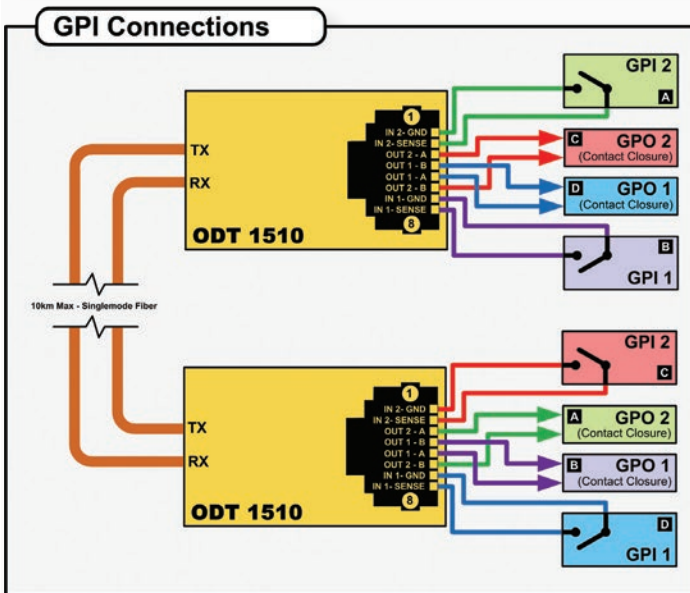 GPI Connections
TX
RX
ODT 1510
1
IN 2- GND
IN 2- SENSE
OUT 2 - A
OUT 1 - B
OUT 1 - A
OUT 2 - B
IN 1- GND
IN 1- SENSE
8
GPI 2
A
C
GPO 2
(Contact Closure)
D
GPO 1
(Contact Closure)
B
GPI 1
10km Max - Singlemode Fiber
TX
RX
ODT 1510
1
IN 2- GND
IN 2- SENSE
OUT 2 - A
OUT 1 - B
OUT 1 - A
OUT 2 - B
IN 1- GND
IN 1- SENSE
8
GPI 2
C
A
GPO 2
(Contact Closure)
B
GPO 1
(Contact Closure)
D
GPI 1